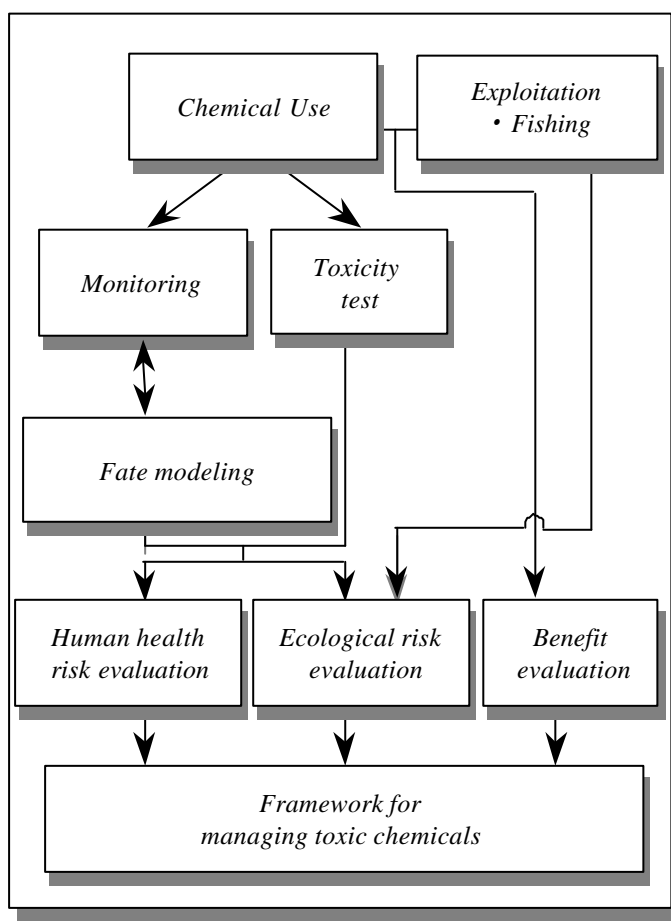 Chemical Use
Exploitation
・Fishing
Monitoring
Toxicity
test
Fate modeling
Human health
risk evaluation
Ecological risk
evaluation
Benefit
evaluation
Framework for
managing toxic chemicals